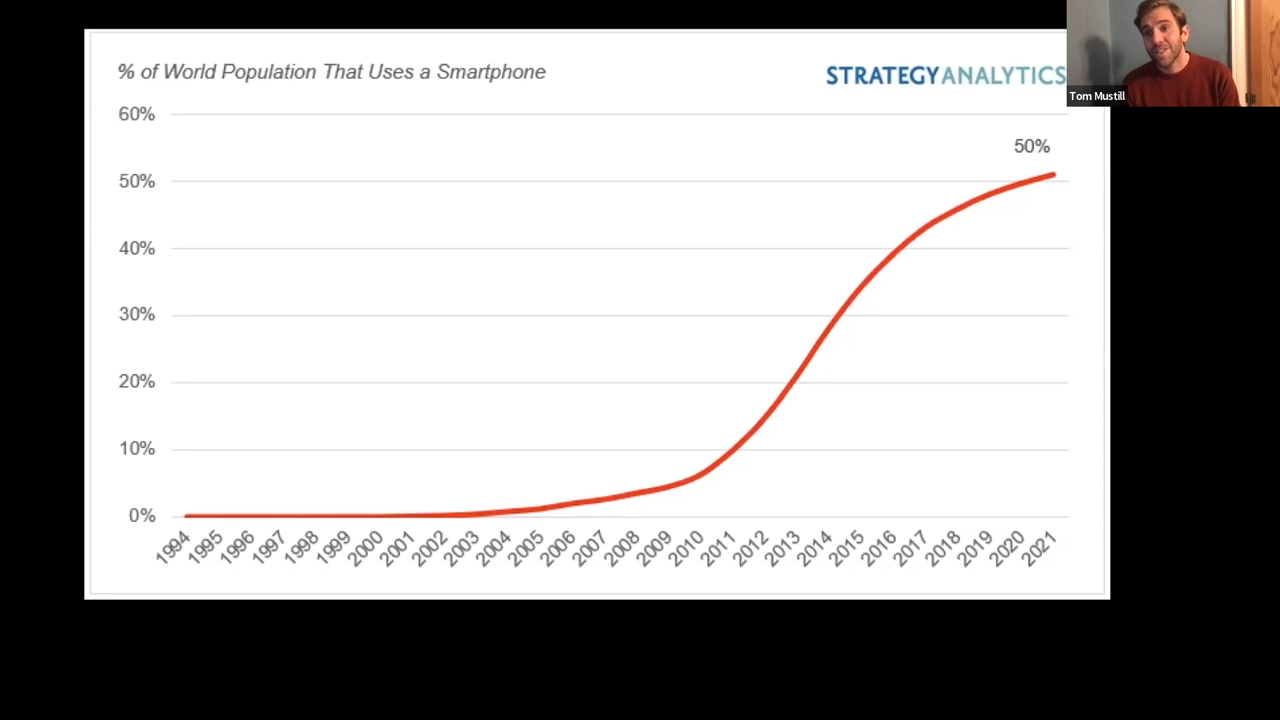 % of World Population That Uses a Smartphone
STRATEGYANALYTICS
Tom Mustill
60%
50%
50%
40%
30%
20%
10%
0%
1994 1995 1996 1997 1998 1999 2000 2001 2002 2003 2004 2005 2006 2007 2008 2009 2010 2011 2012 2013 2014 2015 2016 2017 2018 2019 2020 2021